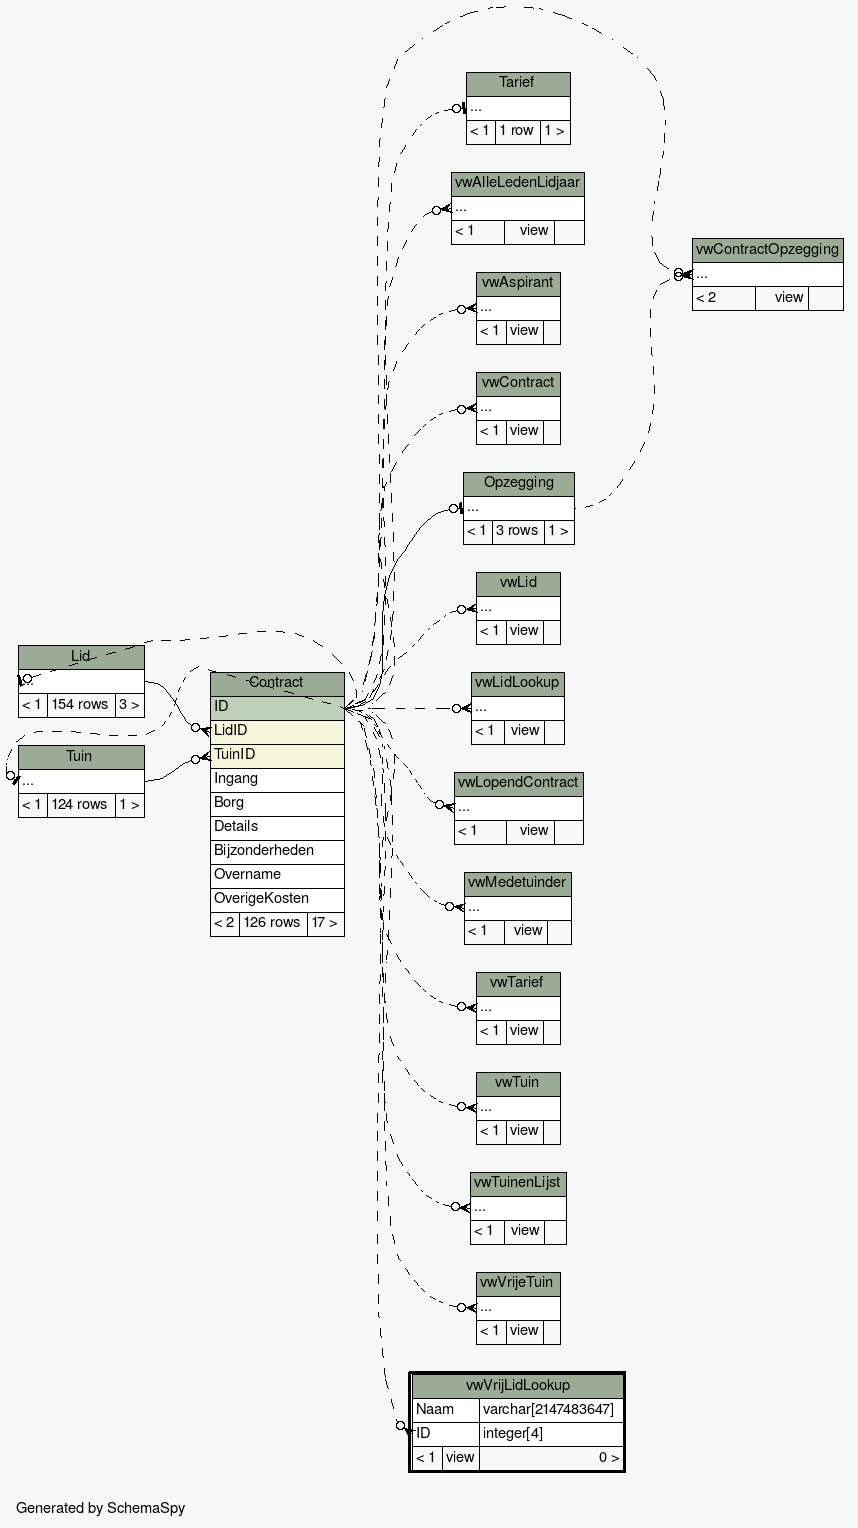 Tarief
...
< 1 1 row 1 >
vwAlleLedenLidjaar
...
< 1 view
vwContractOpzegging
...
< 2 view
vwAspirant
...
< 1 view
vwContract
...
< 1 view
Opzegging
...
< 1 3 rows 1 >
vwLid
...
< 1 view
Lid
...
< 1 154 rows 3 >
Tuin
...
< 1 124 rows 1 >
Contract
ID
LidID
TuinID
Ingang
Borg
Details
Bijzonderheden
Overname
OverigeKosten
< 2 126 rows 17 >
vwLidLookup
...
< 1 view
vwLopendContract
...
< 1 view
vwMedetuinder
...
< 1 view
vwTarief
...
< 1 view
vwTuin
...
< 1 view
vwTuinenLijst
...
< 1 view
vwVrijeTuin
...
< 1 view
vwVrijLidLookup
Naam varchar[2147483647]
ID integer[4]
< 1 view 0 >
Generated by SchemaSpy